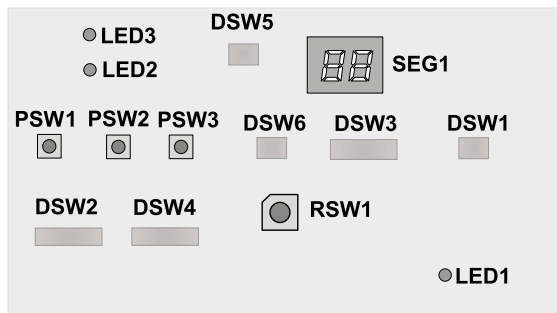 LED3
DSW5
LED2
SEG1
PSW1 PSW2 PSW3 DSW6 DSW3 DSW1
DSW2 DSW4 RSW1
LED1